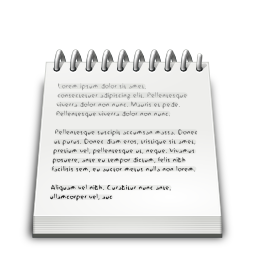 Lorem ipsum dolor sit amet,
consectetuer adipiscing elit. Pellentesque
viverra dolor non nunc. Mauris et pede.
Pellentesque viverra dolor non nunc.
Pellentesque suscipit accumsan massa. Donec
ut purus. Donec diam eros, tristique sit amet,
pretium vel, pellentesque ut, neque. Vivamus
posuere, ante eu tempor dictum, felis nibh
facilisis sem, eu auctor metus nulla non lorem.
Aliquam vel nibh. Curabitur nunc ante,
ullamcorper vel, auc